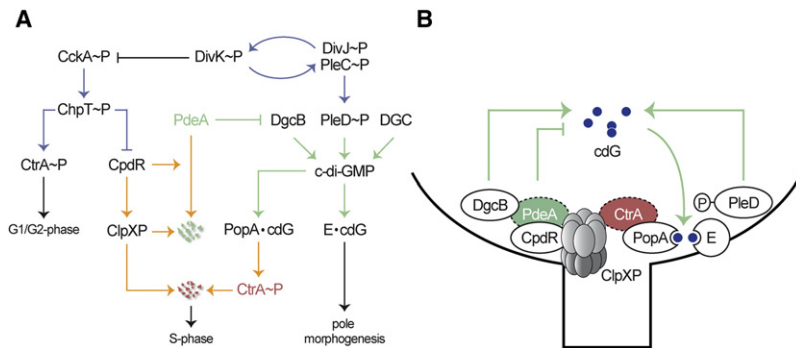 A
CckA~P
DivK~P
DivJ~P
PleC~P
ChpT~P
PdeA
DgcB
PleD~P
DGC
CtrA~P
CpdR
c-di-GMP
G1/G2-phase
ClpXP
PopA•cdG
E•cdG
CtrA~P
S-phase
pole
morphogenesis
B
cdG
DgcB
PdeA
CpdR
CtrA
PopA
E
P
PleD
ClpXP